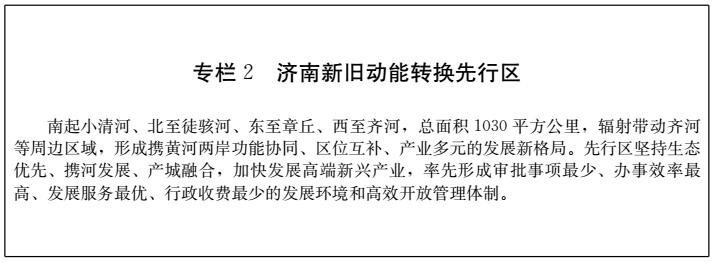 专栏 2　济南新旧动能转换先行区
南起小清河、北至徒骇河、东至章丘、西至齐河，总面积 1030 平方公里，辐射带动齐河
等周边区域，形成携黄河两岸功能协同、区位互补、产业多元的发展新格局。先行区坚持生态
优先、携河发展、产城融合，加快发展高端新兴产业，率先形成审批事项最少、办事效率最
高、发展服务最优、行政收费最少的发展环境和高效开放管理体制。